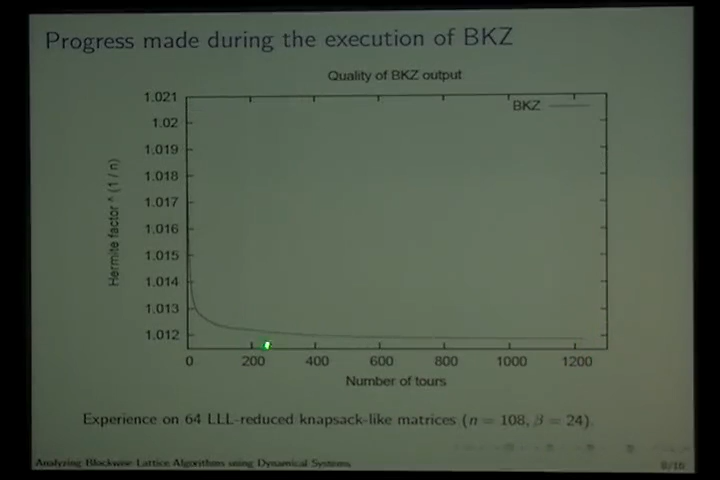 Progress made during the execution of BKZ
Quality of BKZ output
BKZ
1.021
1.02
1.019
1.018
1.017
1.016
1.015
1.014
1.013
1.012
Hermite factor ^ (1 / n)
0 200 400 600 800 1000 1200
Number of tours
Experience on 64 LLL-reduced knapsack-like matrices (n = 108, β = 24).
Analyzing Blockwise Lattice Algorithms using Dynamical Systems
8/16